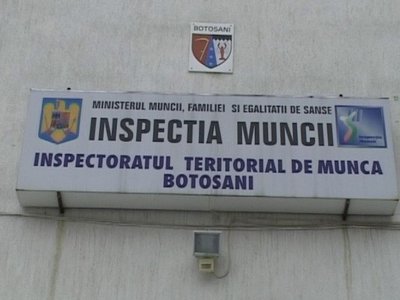 BOTOSANI
MINISTERUL MUNCII, FAMILIEI SI EGALITATII DE SANSE
INSPECTIA MUNCII
INSPECTORATUL TERITORIAL DE MUNCA
BOTOSANI